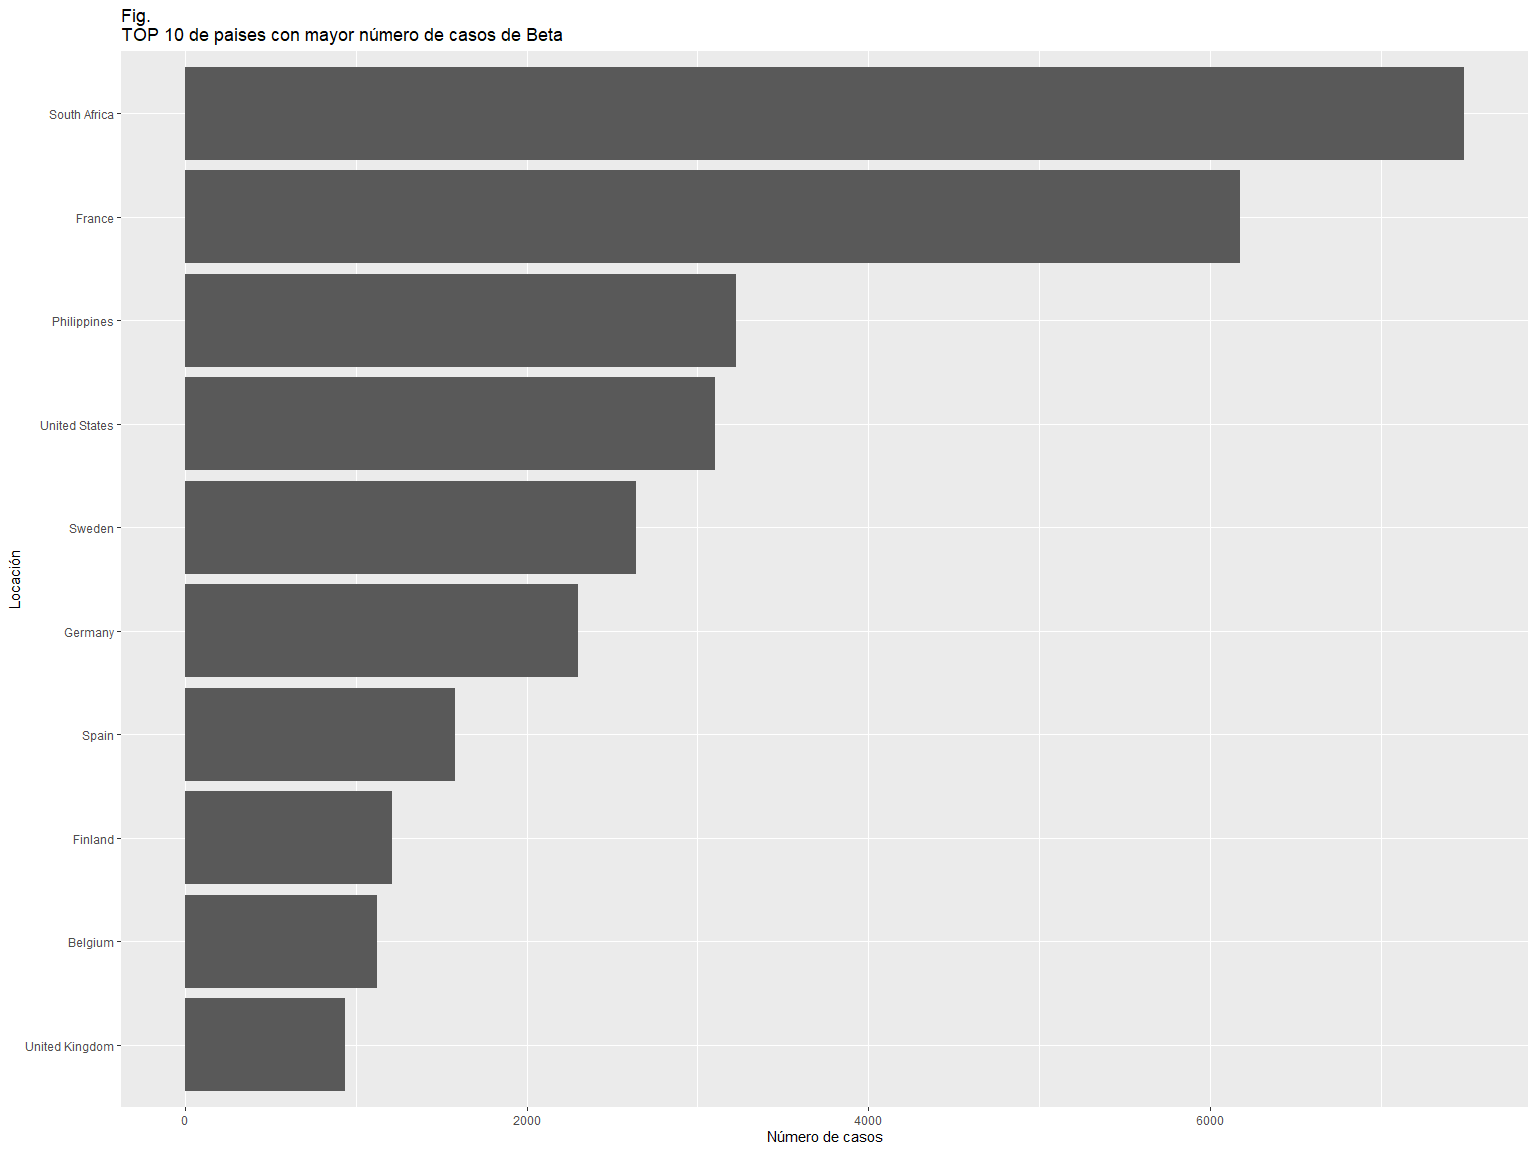 Fig.
TOP 10 de paises con mayor número de casos de Beta
South Africa
France
Philippines
United States
Sweden
Germany
Spain
Finland
Belgium
United Kingdom
Locación
0 2000 4000 6000
Número de casos